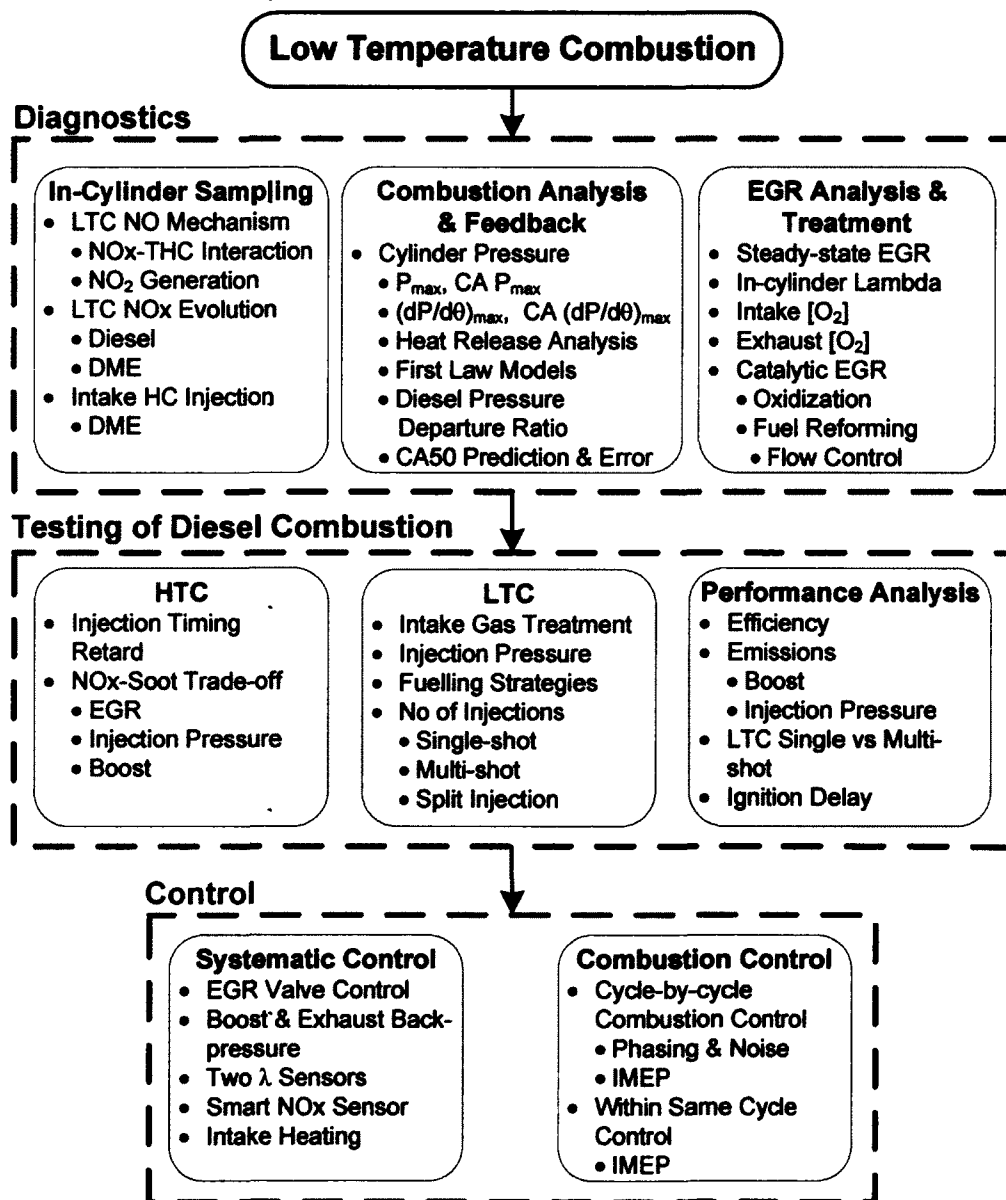 Low Temperature Combustion
Diagnostics
In-Cylinder Sampling
• LTC NO Mechanism
• NOx-THC Interaction
• NO₂ Generation
• LTC NOx Evolution
• Diesel
• DME
• Intake HC Injection
• DME
Combustion Analysis
& Feedback
• Cylinder Pressure
• Pmax, CA Pmax
• (dP/dθ)max, CA (dP/dθ)max
• Heat Release Analysis
• First Law Models
• Diesel Pressure
Departure Ratio
• CA50 Prediction & Error
EGR Analysis &
Treatment
• Steady-state EGR
• In-cylinder Lambda
• Intake [O₂]
• Exhaust [O₂]
• Catalytic EGR
• Oxidization
• Fuel Reforming
• Flow Control
Testing of Diesel Combustion
HTC
• Injection Timing
Retard
• NOx-Soot Trade-off
• EGR
• Injection Pressure
• Boost
LTC
• Intake Gas Treatment
• Injection Pressure
• Fuelling Strategies
• No of Injections
• Single-shot
• Multi-shot
• Split Injection
Performance Analysis
• Efficiency
• Emissions
• Boost
• Injection Pressure
• LTC Single vs Multi-
shot
• Ignition Delay
Control
Systematic Control
• EGR Valve Control
• Boost & Exhaust Back-
pressure
• Two λ Sensors
• Smart NOx Sensor
• Intake Heating
Combustion Control
• Cycle-by-cycle
Combustion Control
• Phasing & Noise
• IMEP
• Within Same Cycle
Control
• IMEP